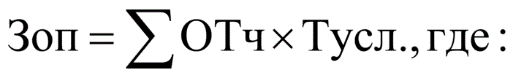 Зоп = ∑ОТч×Тусл., где: